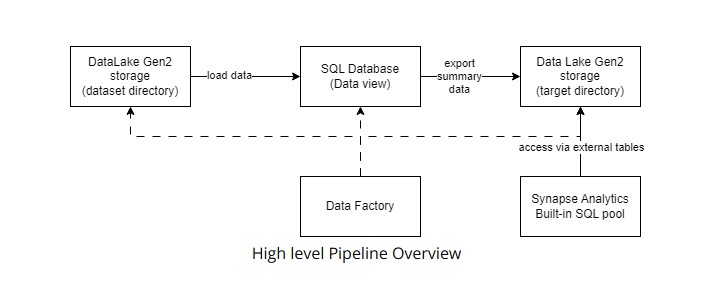 DataLake Gen2
storage
(dataset directory)
load data
SQL Database
(Data view)
export
summary
data
Data Lake Gen2
storage
(target directory)
access via external tables
Data Factory
Synapse Analytics
Built-in SQL pool
High level Pipeline Overview